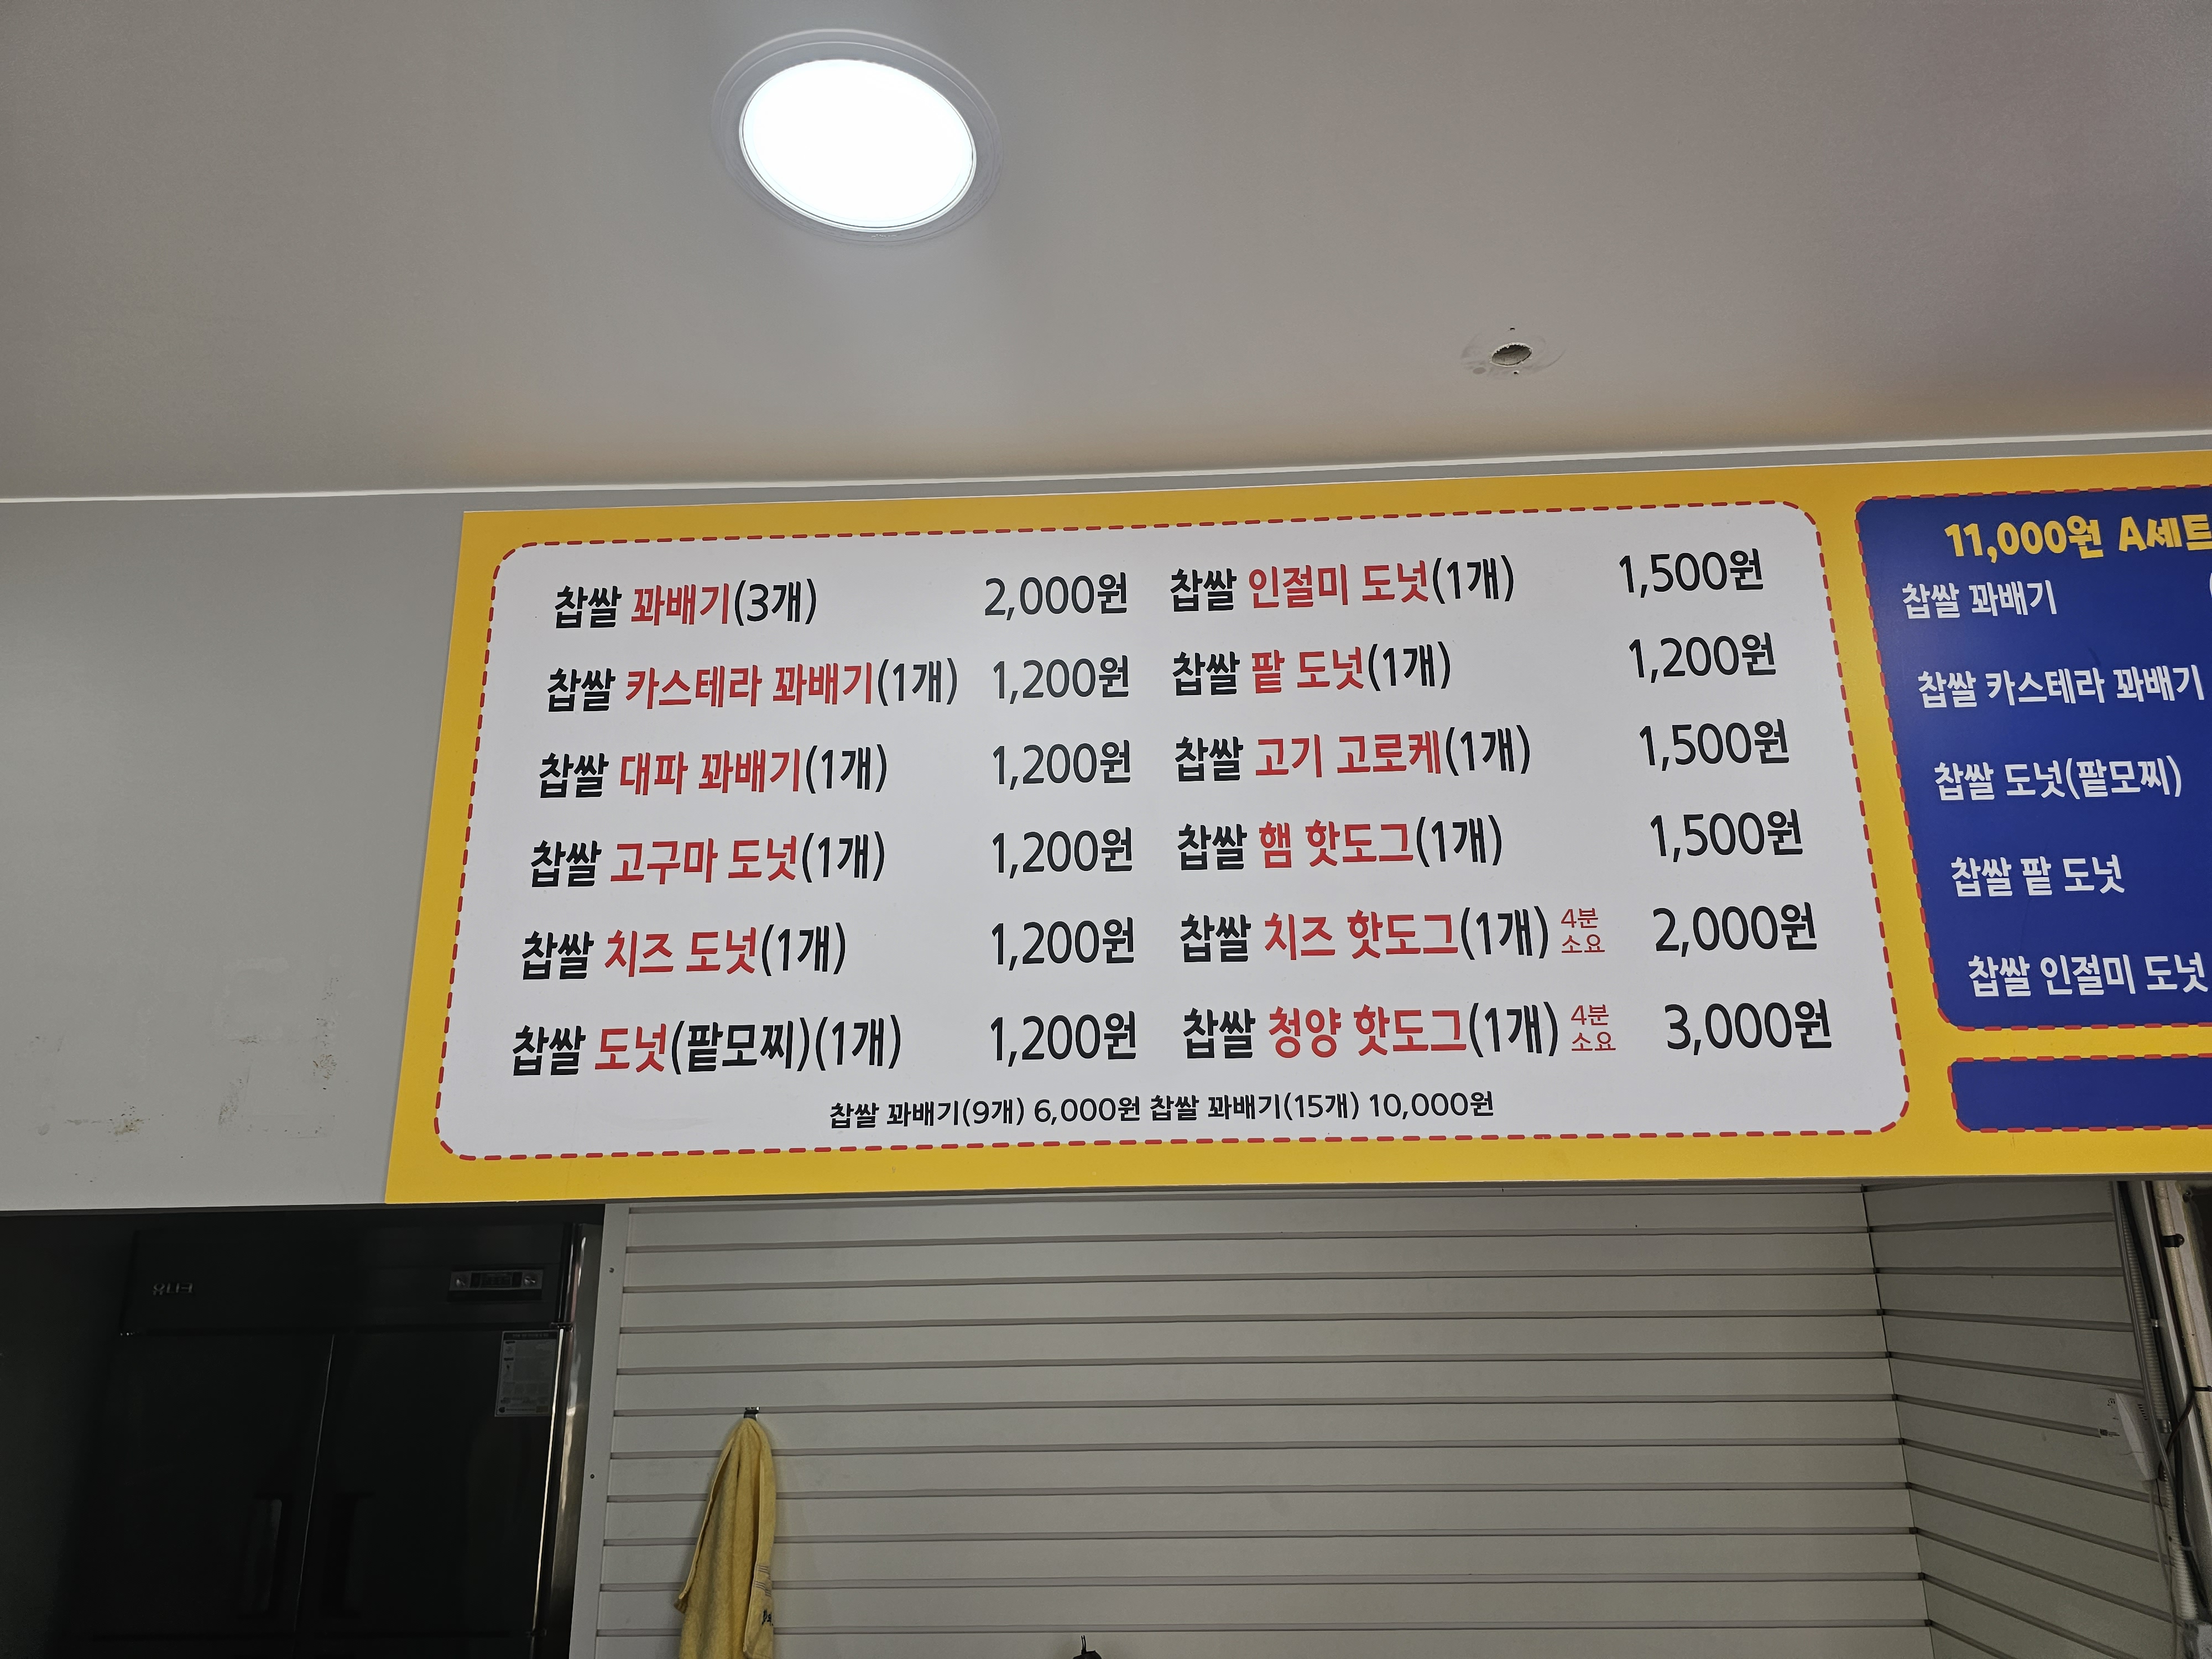 찹쌀 꽈배기(3개) 2,000원
찹쌀 카스테라 꽈배기(1개) 1,200원
찹쌀 대파 꽈배기(1개) 1,200원
찹쌀 고구마 도넛(1개) 1,200원
찹쌀 치즈 도넛(1개) 1,200원
찹쌀 도넛(팥모찌)(1개) 1,200원
찹쌀 인절미 도넛(1개) 1,500원
찹쌀 팥 도넛(1개) 1,200원
찹쌀 고기 고로케(1개) 1,500원
찹쌀 햄 핫도그(1개) 1,500원
찹쌀 치즈 핫도그(1개) 4분 소요 2,000원
찹쌀 청양 핫도그(1개) 4분 소요 3,000원
찹쌀 꽈배기(9개) 6,000원 찹쌀 꽈배기(15개) 10,000원
11,000원 A세트
찹쌀 꽈배기
찹쌀 카스테라 꽈배기
찹쌀 도넛(팥모찌)
찹쌀 팥 도넛
찹쌀 인절미 도넛
유니크